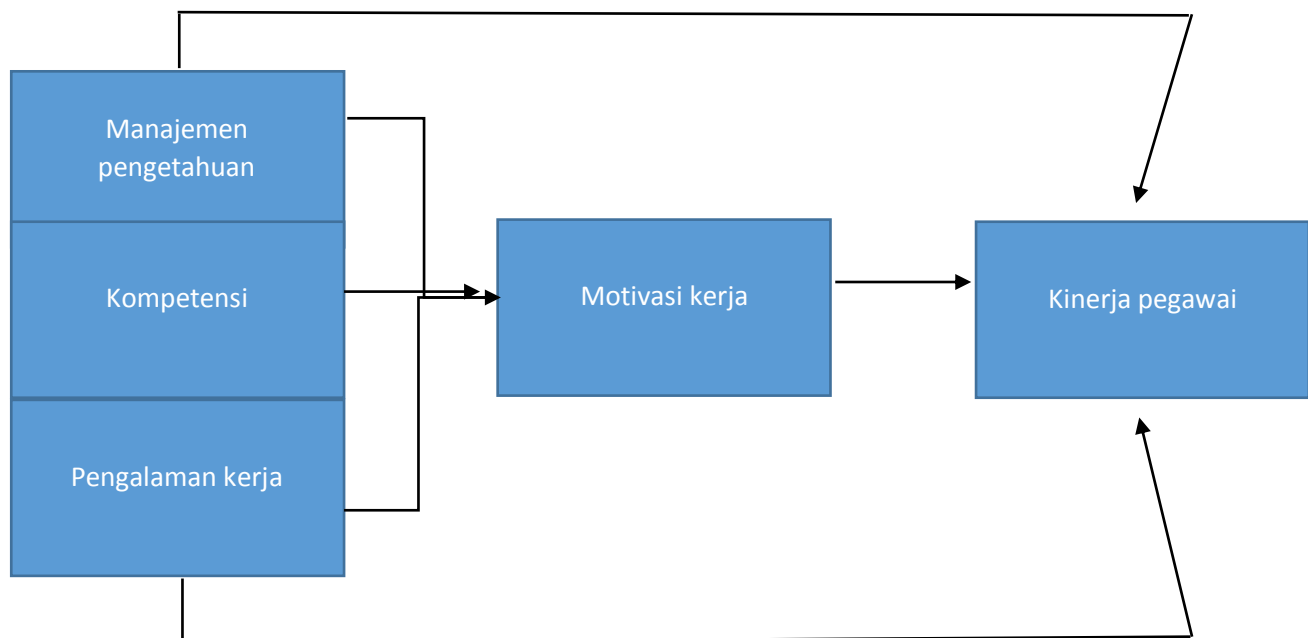 Manajemen
pengetahuan
Kompetensi
Motivasi kerja
Kinerja pegawai
Pengalaman kerja